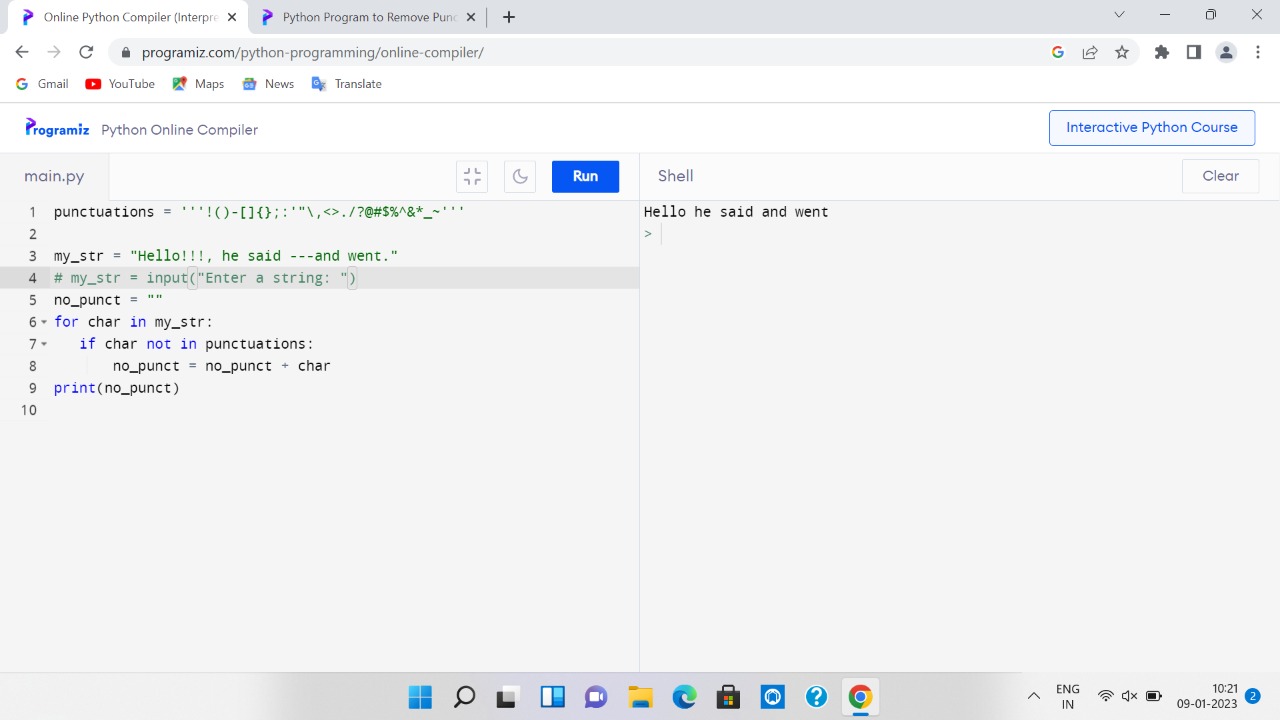 Online Python Compiler (Interpre
Python Program to Remove Punc
programiz.com/python-programming/online-compiler/
Gmail
YouTube
Maps
News
Translate
Programiz
Python Online Compiler
Interactive Python Course
main.py
Run
Shell
Clear
1 punctuations = '''!()-[]{};:'"\,<>./?@#$%^&*_~'''
2
3 my_str = "Hello!!!, he said ---and went."
4 # my_str = input("Enter a string: ")
5 no_punct = ""
6 for char in my_str:
7 if char not in punctuations:
8 no_punct = no_punct + char
9 print(no_punct)
10
Hello he said and went
>
ENG
IN
10:21
09-01-2023
2